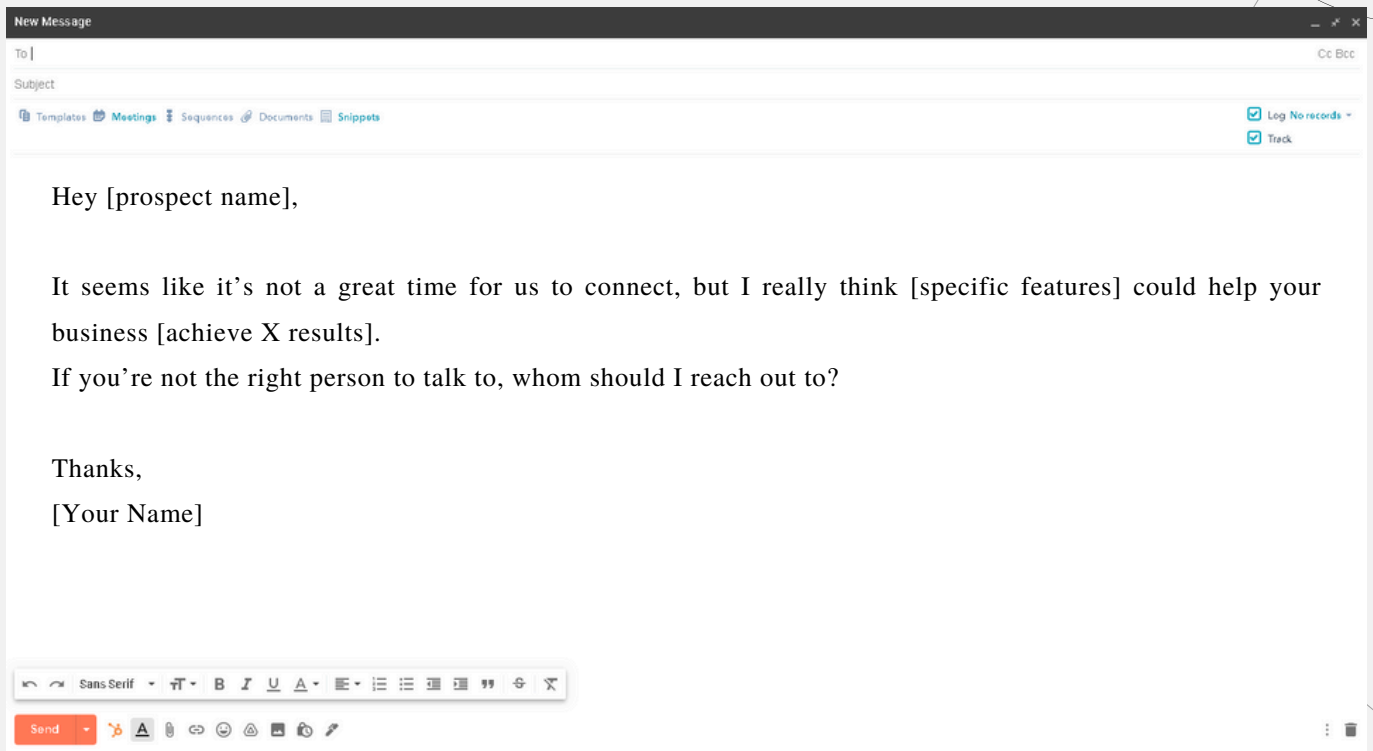 New Message
To
Cc Bcc
Subject
Templates Meetings Sequences Documents Snippets
Log No records
Track
Hey [prospect name],
It seems like it’s not a great time for us to connect, but I really think [specific features] could help your
business [achieve X results].
If you’re not the right person to talk to, whom should I reach out to?
Thanks,
[Your Name]
Sans Serif
Send